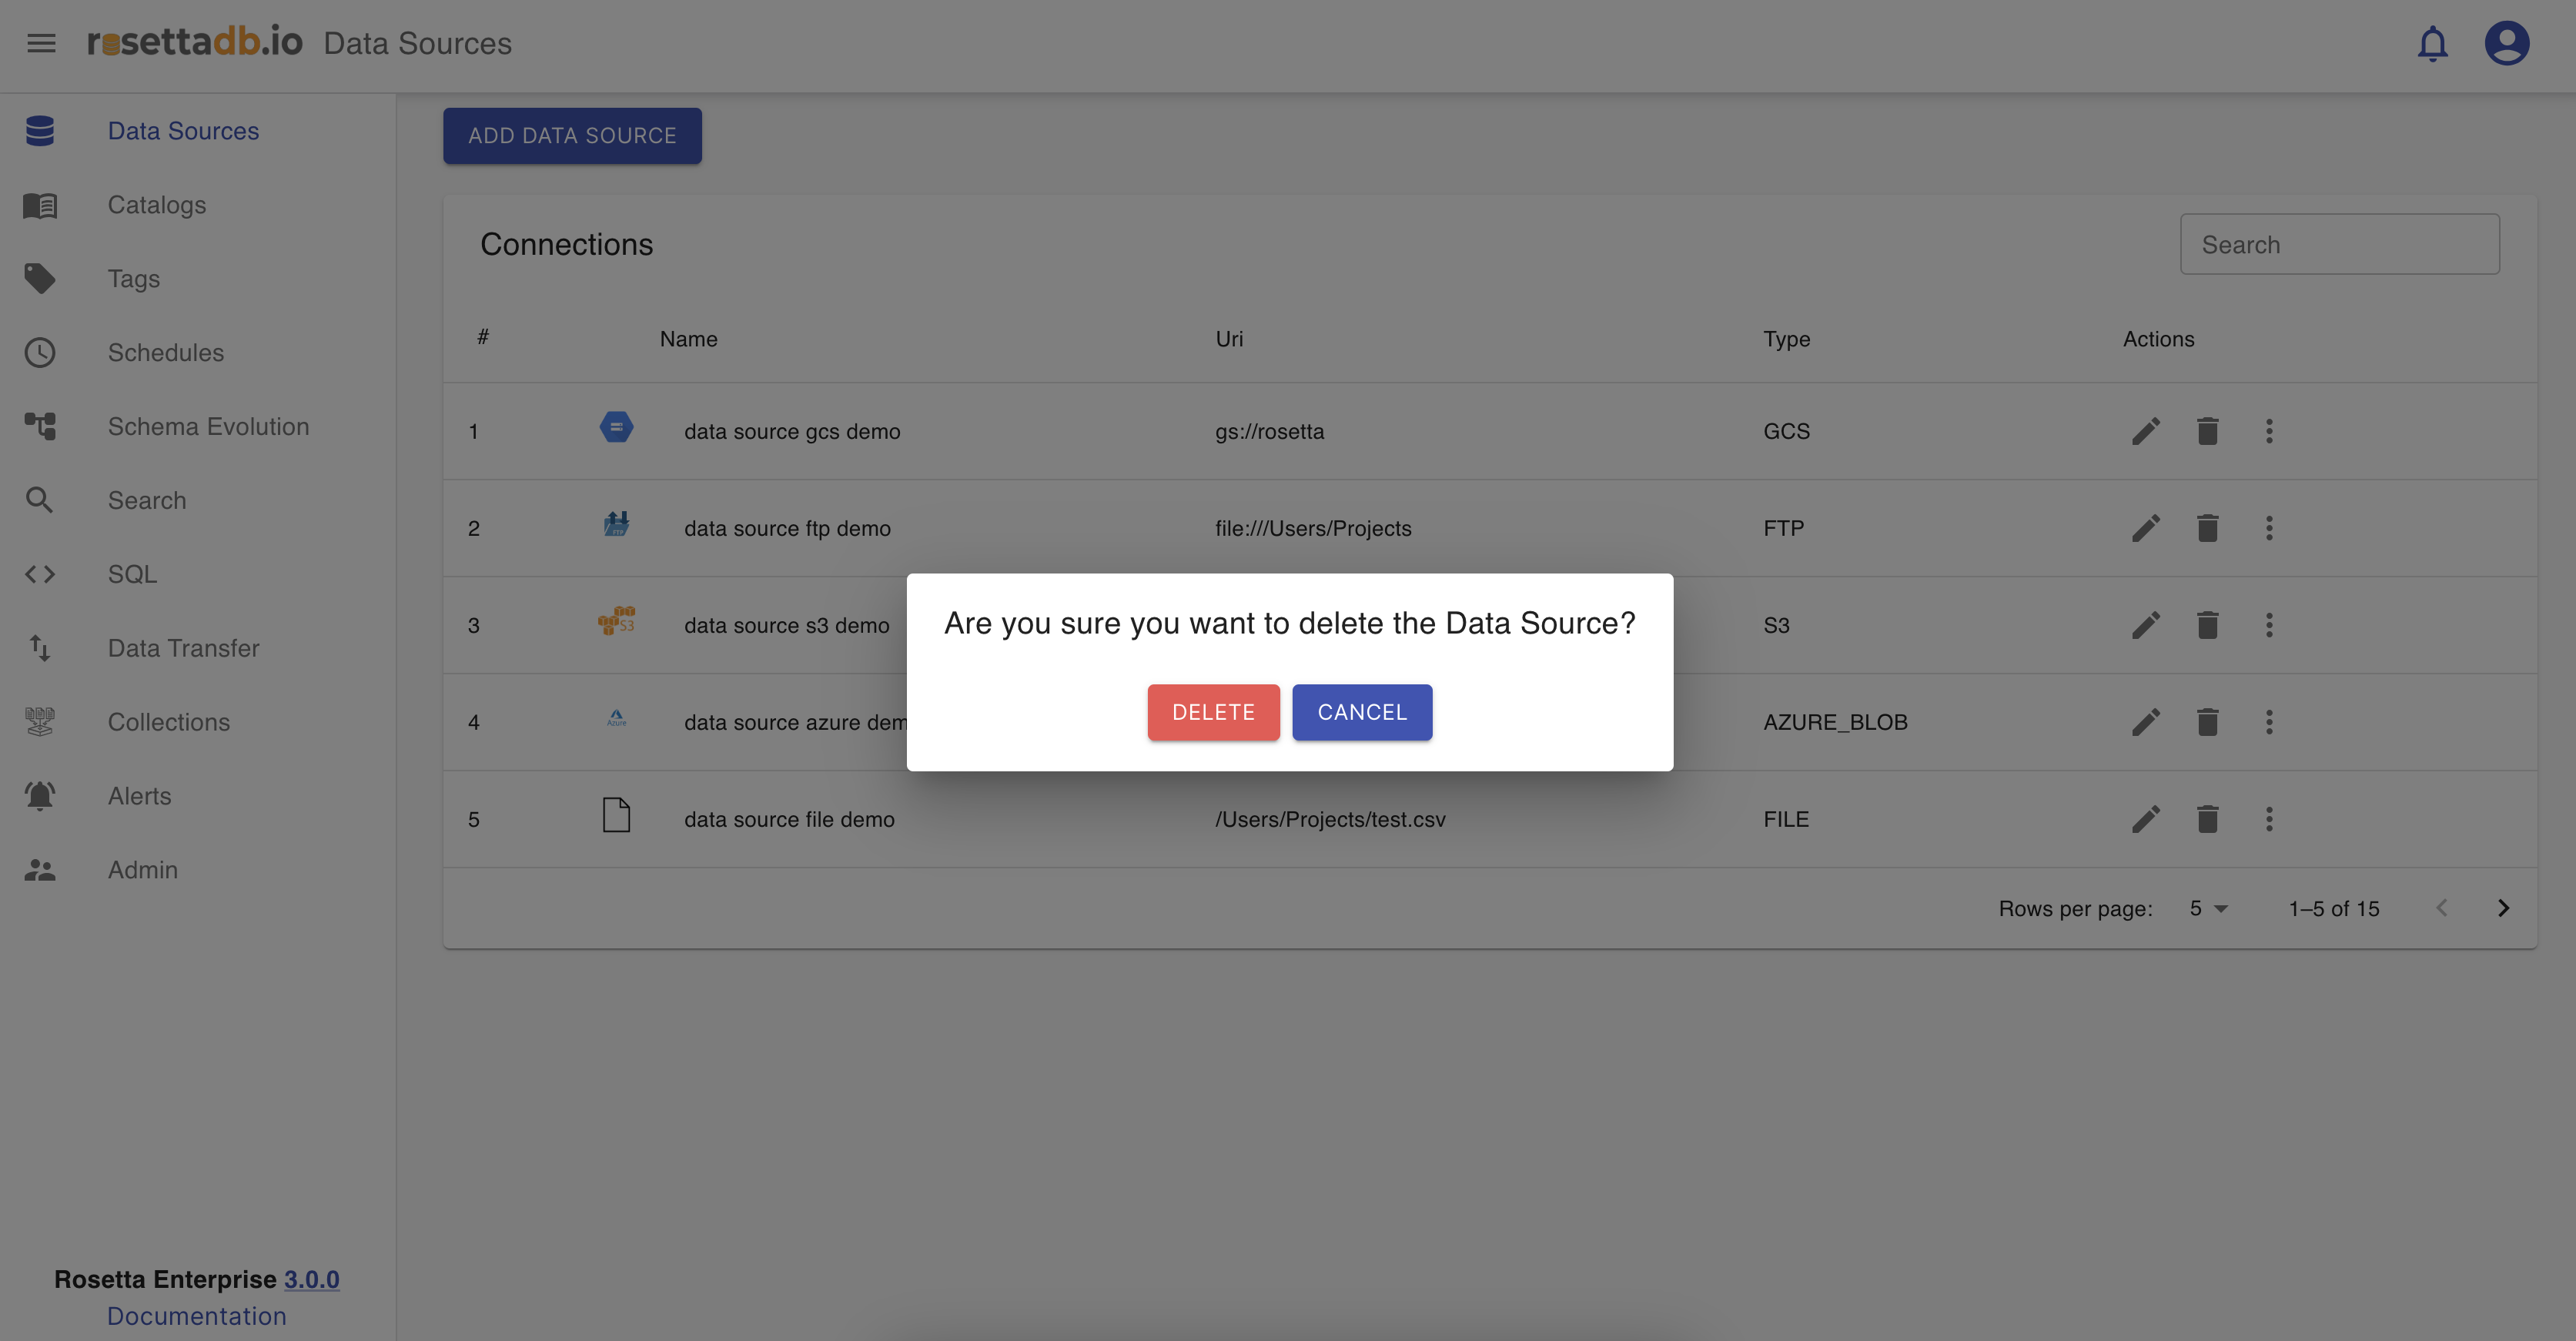 rosettadb.io Data Sources
Data Sources
Catalogs
Tags
Schedules
Schema Evolution
Search
SQL
Data Transfer
Collections
Alerts
Admin
Rosetta Enterprise 3.0.0
Documentation
ADD DATA SOURCE
Connections
Search
# Name Uri Type Actions
1 data source gcs demo gs://rosetta GCS
2 FTP data source ftp demo file:///Users/Projects FTP
3 S3 data source s3 demo S3
4 Azure data source azure dem AZURE_BLOB
5 data source file demo /Users/Projects/test.csv FILE
Rows per page: 5 1–5 of 15
Are you sure you want to delete the Data Source?
DELETE CANCEL